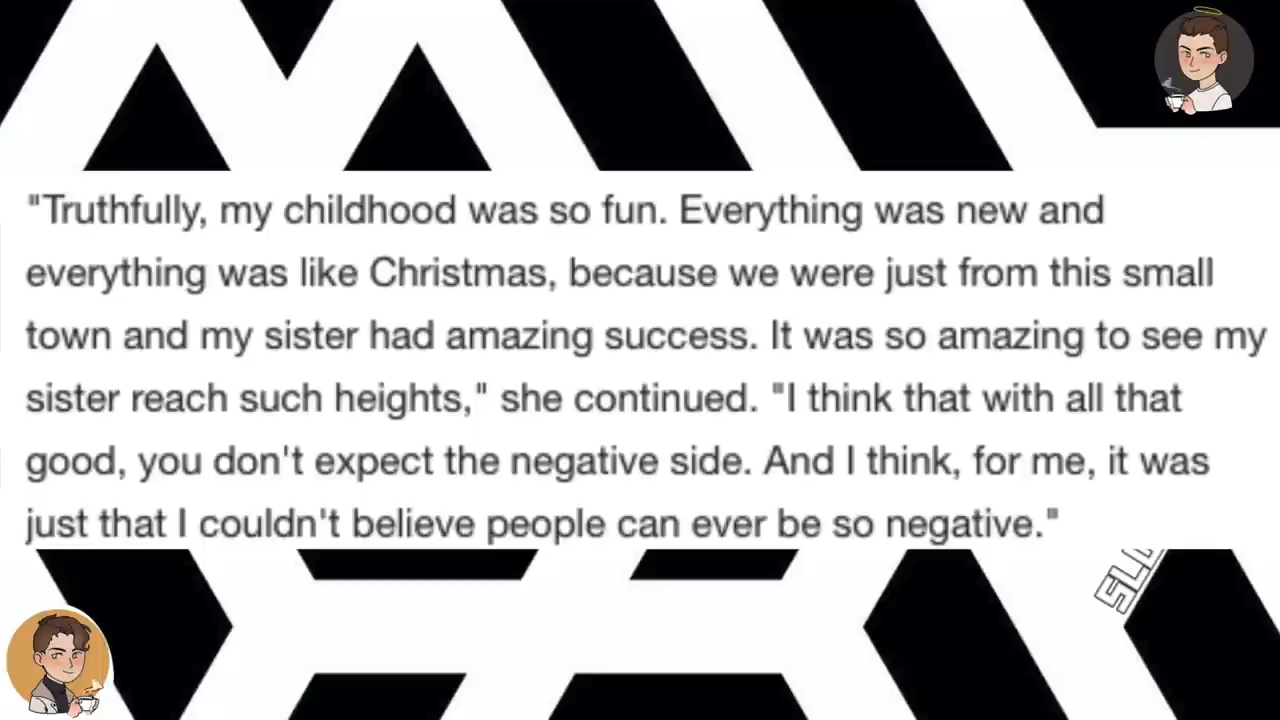 "Truthfully, my childhood was so fun. Everything was new and
everything was like Christmas, because we were just from this small
town and my sister had amazing success. It was so amazing to see my
sister reach such heights," she continued. "I think that with all that
good, you don't expect the negative side. And I think, for me, it was
just that I couldn't believe people can ever be so negative."